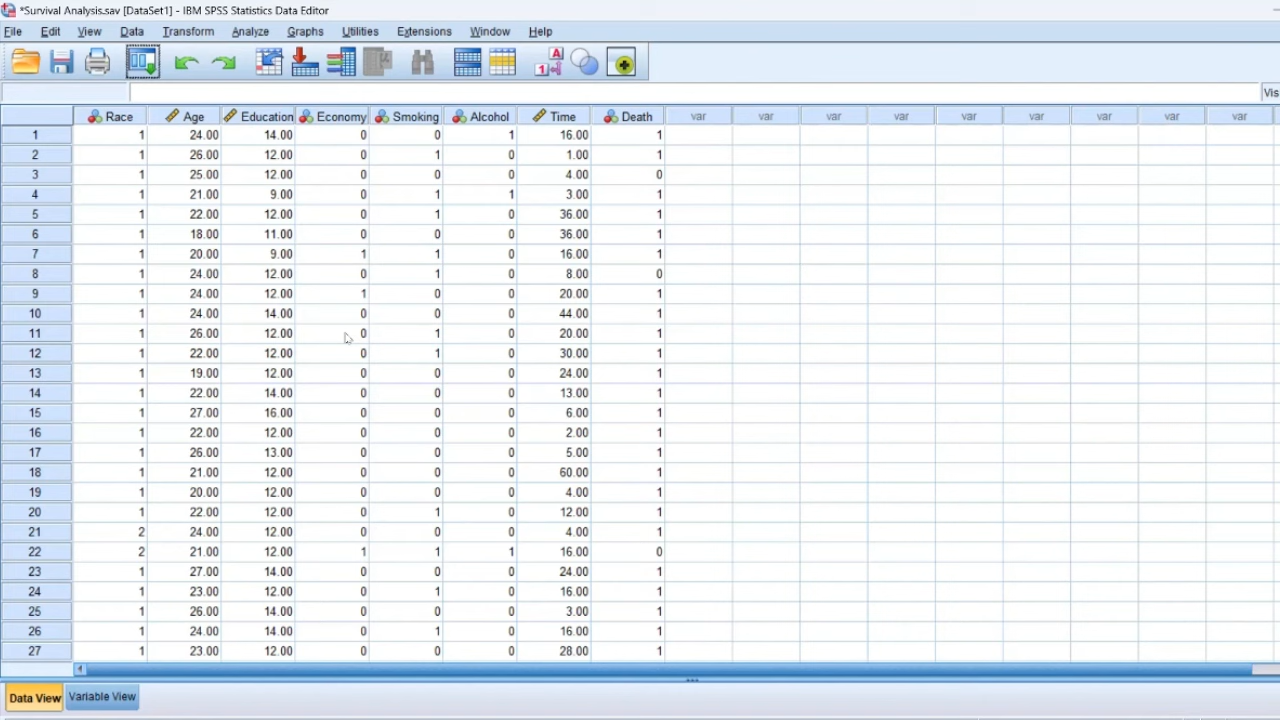 *Survival Analysis.sav [DataSet1] - IBM SPSS Statistics Data Editor
File Edit View Data Transform Analyze Graphs Utilities Extensions Window Help
A
1
Vis
Race Age Education Economy Smoking Alcohol Time Death var var var var var var var var var
1 1 24.00 14.00 0 0 1 16.00 1
2 1 26.00 12.00 0 1 0 1.00 1
3 1 25.00 12.00 0 0 0 4.00 0
4 1 21.00 9.00 0 1 1 3.00 1
5 1 22.00 12.00 0 1 0 36.00 1
6 1 18.00 11.00 0 0 0 36.00 1
7 1 20.00 9.00 1 1 0 16.00 1
8 1 24.00 12.00 0 1 0 8.00 0
9 1 24.00 12.00 1 0 0 20.00 1
10 1 24.00 14.00 0 0 0 44.00 1
11 1 26.00 12.00 0 1 0 20.00 1
12 1 22.00 12.00 0 1 0 30.00 1
13 1 19.00 12.00 0 0 0 24.00 1
14 1 22.00 14.00 0 0 0 13.00 1
15 1 27.00 16.00 0 0 0 6.00 1
16 1 22.00 12.00 0 0 0 2.00 1
17 1 26.00 13.00 0 0 0 5.00 1
18 1 21.00 12.00 0 0 0 60.00 1
19 1 20.00 12.00 0 0 0 4.00 1
20 1 22.00 12.00 0 1 0 12.00 1
21 2 24.00 12.00 0 0 0 4.00 1
22 2 21.00 12.00 1 1 1 16.00 0
23 1 27.00 14.00 0 0 0 24.00 1
24 1 23.00 12.00 0 1 0 16.00 1
25 1 26.00 14.00 0 0 0 3.00 1
26 1 24.00 14.00 0 1 0 16.00 1
27 1 23.00 12.00 0 0 0 28.00 1
Data View Variable View